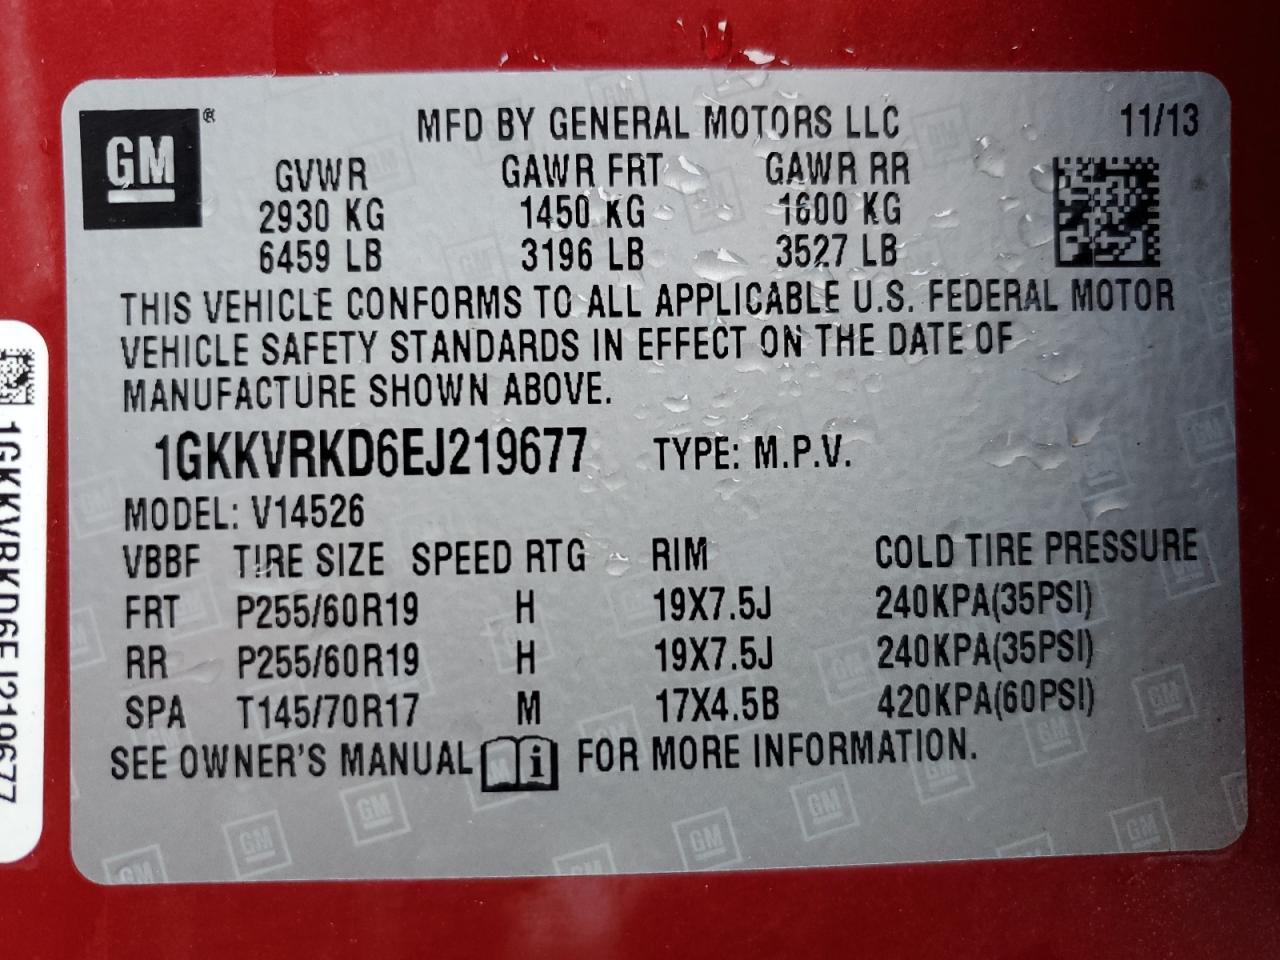 GM®
MFD BY GENERAL MOTORS LLC 11/13
GVWR GAWR FRT GAWR RR
2930 KG 1450 KG 1600 KG
6459 LB 3196 LB 3527 LB
THIS VEHICLE CONFORMS TO ALL APPLICABLE U.S. FEDERAL MOTOR
VEHICLE SAFETY STANDARDS IN EFFECT ON THE DATE OF
MANUFACTURE SHOWN ABOVE.
1GKKVRKD6EJ219677 TYPE: M.P.V.
MODEL: V14526
VBBF TIRE SIZE SPEED RTG RIM COLD TIRE PRESSURE
FRT P255/60R19 H 19X7.5J 240KPA(35PSI)
RR P255/60R19 H 19X7.5J 240KPA(35PSI)
SPA T145/70R17 M 17X4.5B 420KPA(60PSI)
SEE OWNER'S MANUAL i FOR MORE INFORMATION.
1GKKVRKD6EJ219677